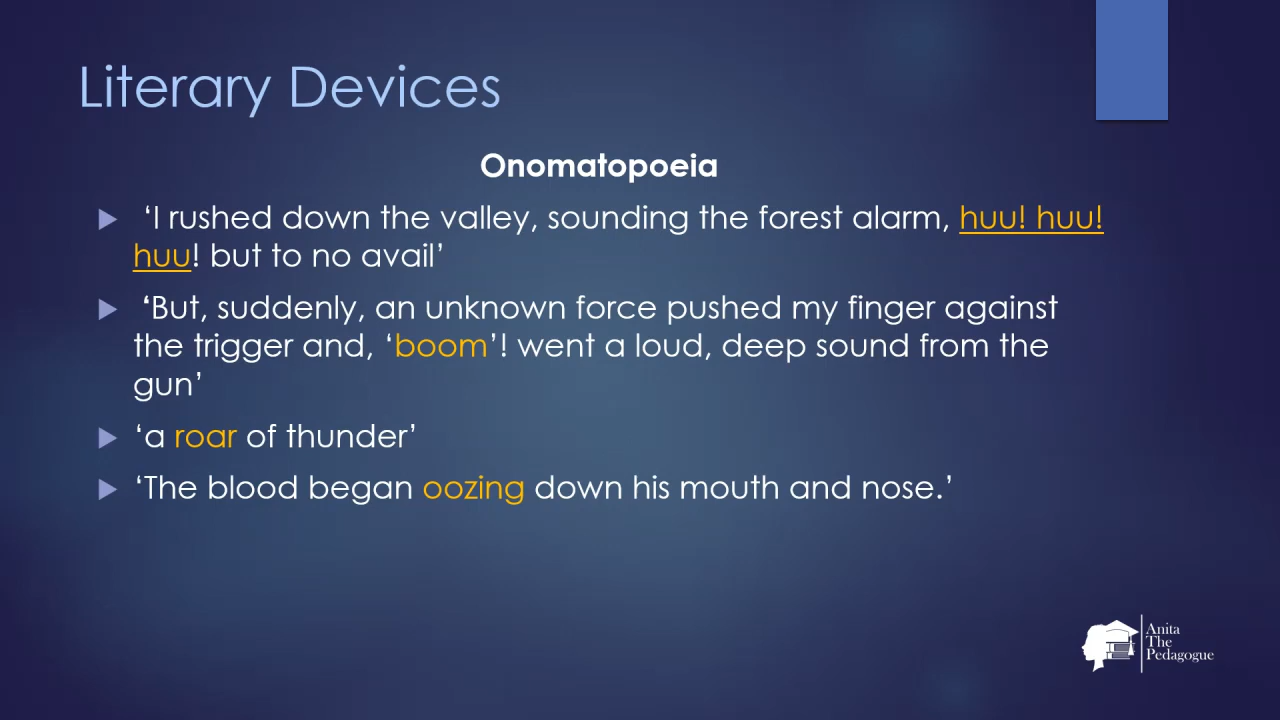 Literary Devices
Onomatopoeia
‘I rushed down the valley, sounding the forest alarm, huu! huu!
huu! but to no avail’
‘But, suddenly, an unknown force pushed my finger against
the trigger and, ‘boom’! went a loud, deep sound from the
gun’
‘a roar of thunder’
‘The blood began oozing down his mouth and nose.’
Anita
The
Pedagogue